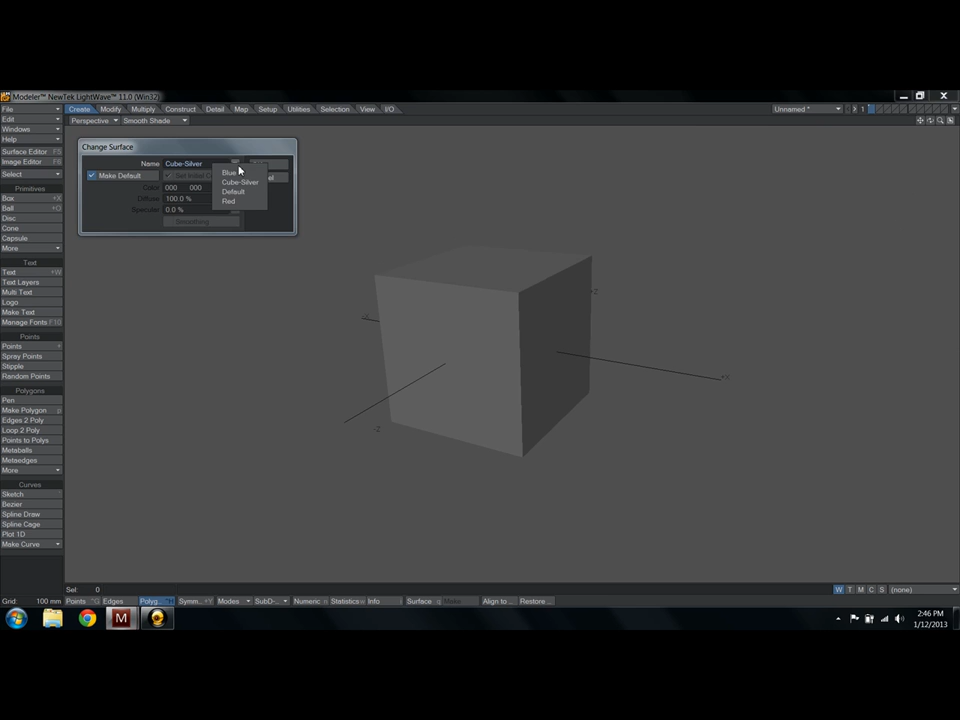 Modeler™ NewTek LightWave™ 11.0 (Win32)
File
Create Modify Multiply Construct Detail Map Setup Utilities Selection View I/O Unnamed * 1
Edit
Perspective Smooth Shade
Windows
Help
Surface Editor F5
Image Editor F6
Select
Primitives
Box +X
Ball +O
Disc
Cone
Capsule
More
Text
Text +W
Text Layers
Multi Text
Logo
Make Text
Manage Fonts F10
Points
Points +
Spray Points
Stipple
Random Points
Polygons
Pen
Make Polygon p
Edges 2 Poly
Loop 2 Poly
Points to Polys
Metaballs
Metaedges
More
Curves
Sketch
Bezier
Spline Draw
Spline Cage
Plot 1D
Make Curve
Change Surface
Name Cube-Silver
Make Default
Color 000 000
Diffuse 100.0 %
Specular 0.0 %
Smoothing
Blue
Cube-Silver
Default
Red
+X
-Z
Sel: 0
W T M C S (none)
Grid: 100 mm Points ^G Edges Polyg... ^H Symm... +Y Modes SubD-... Numeric n Statistics w Info i Surface q Make Align to ... Restore...
2:46 PM
1/12/2013